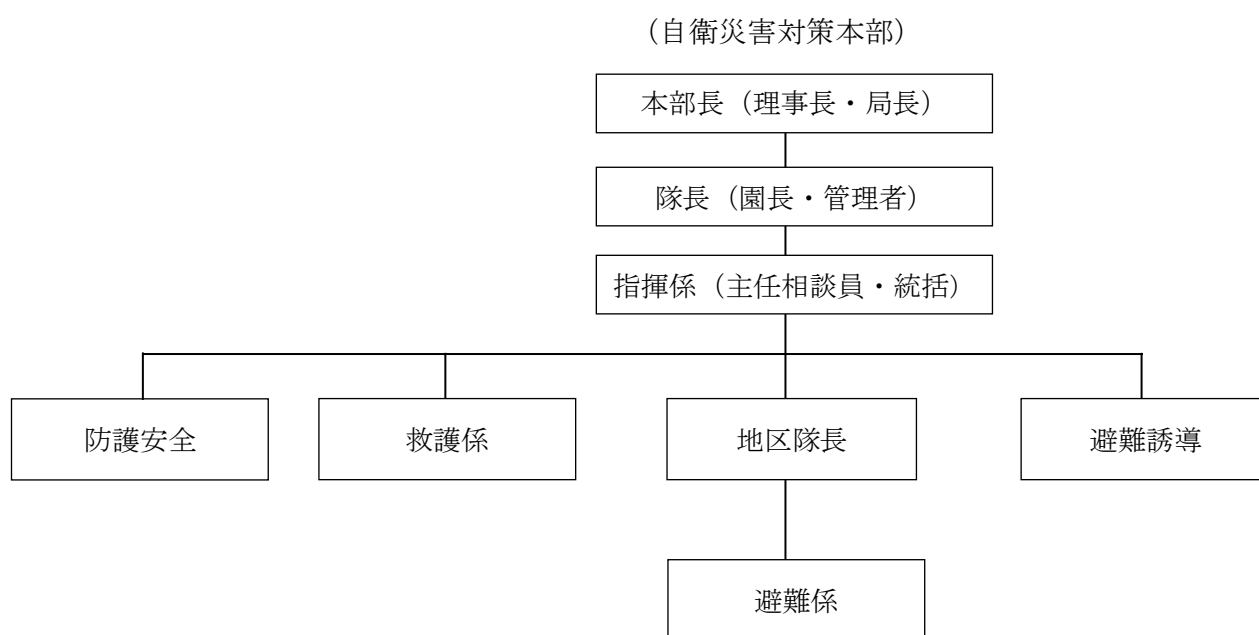 （自衛災害対策本部）
本部長（理事長・局長）
隊長（園長・管理者）
指揮係（主任相談員・統括）
防護安全
救護係
地区隊長
避難誘導
避難係